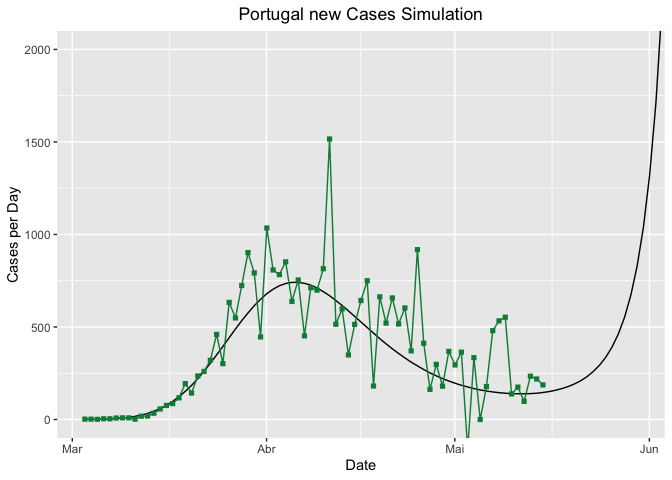 Portugal new Cases Simulation
2000
1500
1000
500
0
Cases per Day
Mar
Abr
Mai
Jun
Date